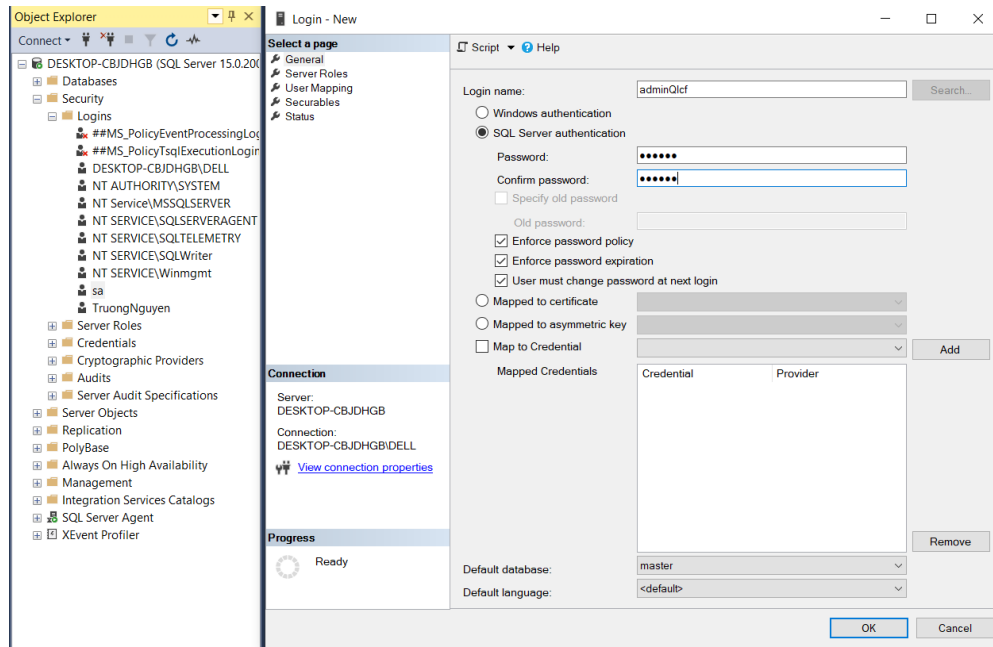 Object Explorer
Connect
DESKTOP-CBJDHGB (SQL Server 15.0.200
Databases
Security
Logins
##MS_PolicyEventProcessingLog
##MS_PolicyTsqlExecutionLogin
DESKTOP-CBJDHGB\DELL
NT AUTHORITY\SYSTEM
NT Service\MSSQLSERVER
NT SERVICE\SQLSERVERAGENT
NT SERVICE\SQLTELEMETRY
NT SERVICE\SQLWriter
NT SERVICE\Winmgmt
sa
TruongNguyen
Server Roles
Credentials
Cryptographic Providers
Audits
Server Audit Specifications
Server Objects
Replication
PolyBase
Always On High Availability
Management
Integration Services Catalogs
SQL Server Agent
XEvent Profiler
Login - New
Select a page
General
Server Roles
User Mapping
Securables
Status
Connection
Server:
DESKTOP-CBJDHGB
Connection:
DESKTOP-CBJDHGB\DELL
View connection properties
Progress
Ready
Script Help
Login name: Search...
Windows authentication
SQL Server authentication
Password: ●●●●●●
Confirm password: ●●●●●●
Specify old password
Old password:
Enforce password policy
Enforce password expiration
User must change password at next login
Mapped to certificate
Mapped to asymmetric key
Map to Credential Add
Mapped Credentials Credential Provider
Remove
Default database: master
Default language: <default>
OK Cancel